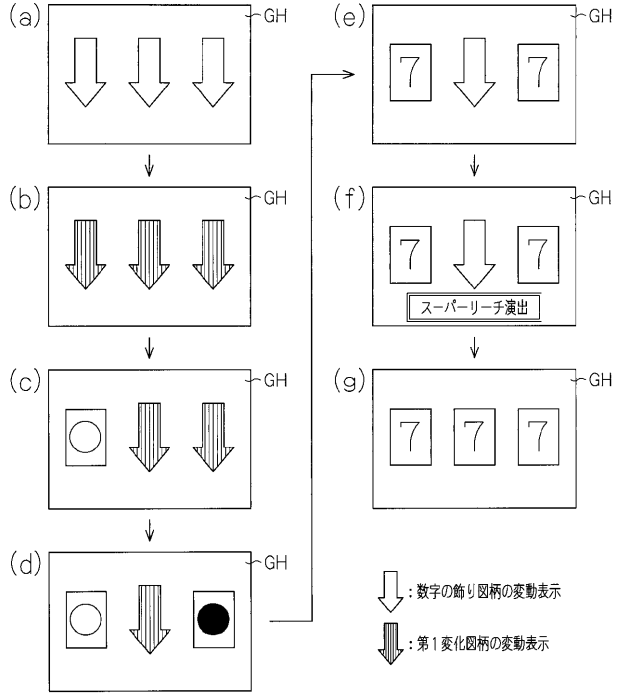 (a)
GH
(b)
GH
(c)
GH
(d)
GH
(e)
GH
7 7
(f)
GH
7 7
スーパーリーチ演出
(g)
GH
7 7 7
:数字の飾り図柄の変動表示
:第1変化図柄の変動表示